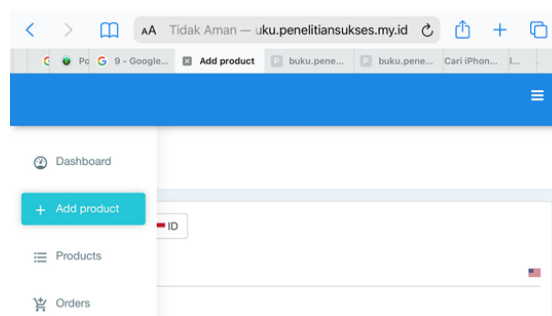 AA Tidak Aman — uku.penelitiansukses.my.id
G Pc G 9 - Google... Add product P buku.pene... P buku.pene... Cari iPhon... I...
Dashboard
+ Add product
ID
Products
Orders